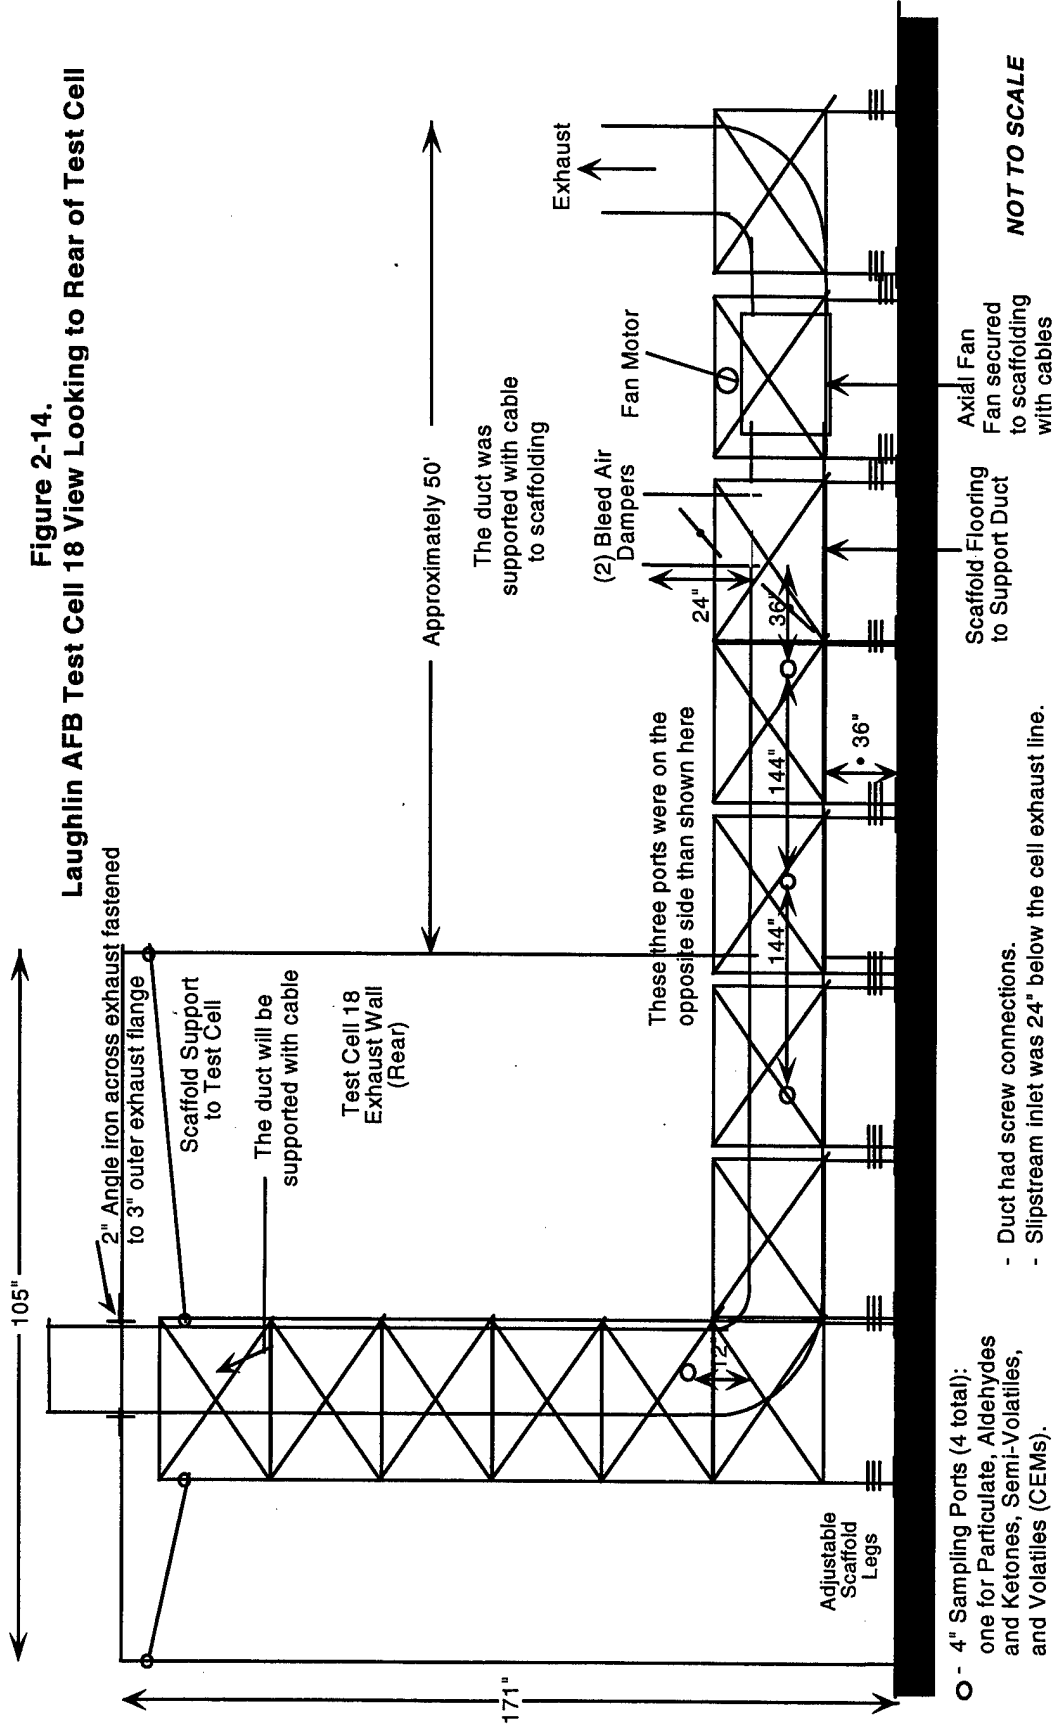 Figure 2-14.
Laughlin AFB Test Cell 18 View Looking to Rear of Test Cell
105"
2" Angle iron across exhaust fastened
to 3" outer exhaust flange
Scaffold Support
to Test Cell
The duct will be
supported with cable
Test Cell 18
Exhaust Wall
(Rear)
Approximately 50'
The duct was
supported with cable
to scaffolding
Exhaust
Fan Motor
(2) Bleed Air
Dampers
24"
36"
These three ports were on the
opposite side than shown here
144"
144"
12"
36"
171"
Adjustable
Scaffold
Legs
Scaffold Flooring
to Support Duct
Axial Fan
Fan secured
to scaffolding
with cables
NOT TO SCALE
O - 4" Sampling Ports (4 total):
one for Particulate, Aldehydes
and Ketones, Semi-Volatiles,
and Volatiles (CEMs).
- Duct had screw connections.
- Slipstream inlet was 24" below the cell exhaust line.